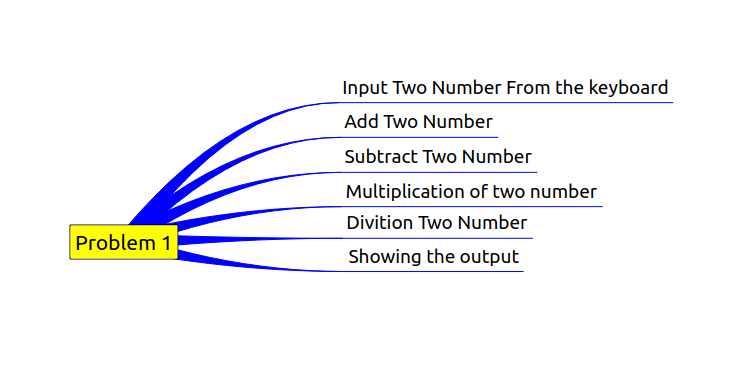 Input Two Number From the keyboard
Add Two Number
Subtract Two Number
Multiplication of two number
Divition Two Number
Problem 1
Showing the output